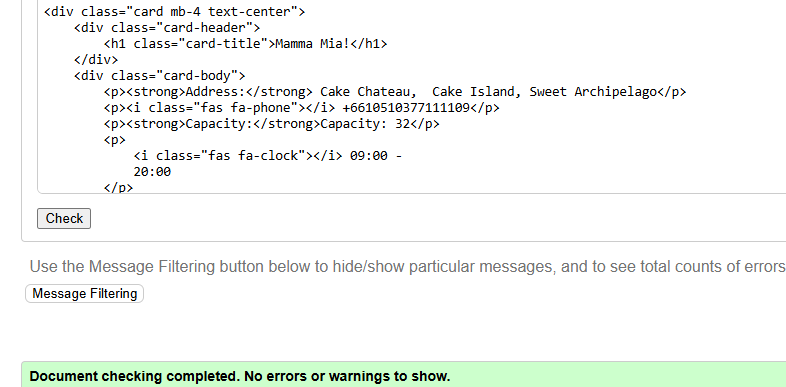 <div class="card mb-4 text-center">
<div class="card-header">
<h1 class="card-title">Mamma Mia!</h1>
</div>
<div class="card-body">
<p><strong>Address:</strong> Cake Chateau,  Cake Island, Sweet Archipelago</p>
<p><i class="fas fa-phone"></i> +6610510377111109</p>
<p><strong>Capacity:</strong>Capacity: 32</p>
<p>
<i class="fas fa-clock"></i> 09:00 -
20:00
</p>
Check
Use the Message Filtering button below to hide/show particular messages, and to see total counts of errors
Message Filtering
Document checking completed. No errors or warnings to show.